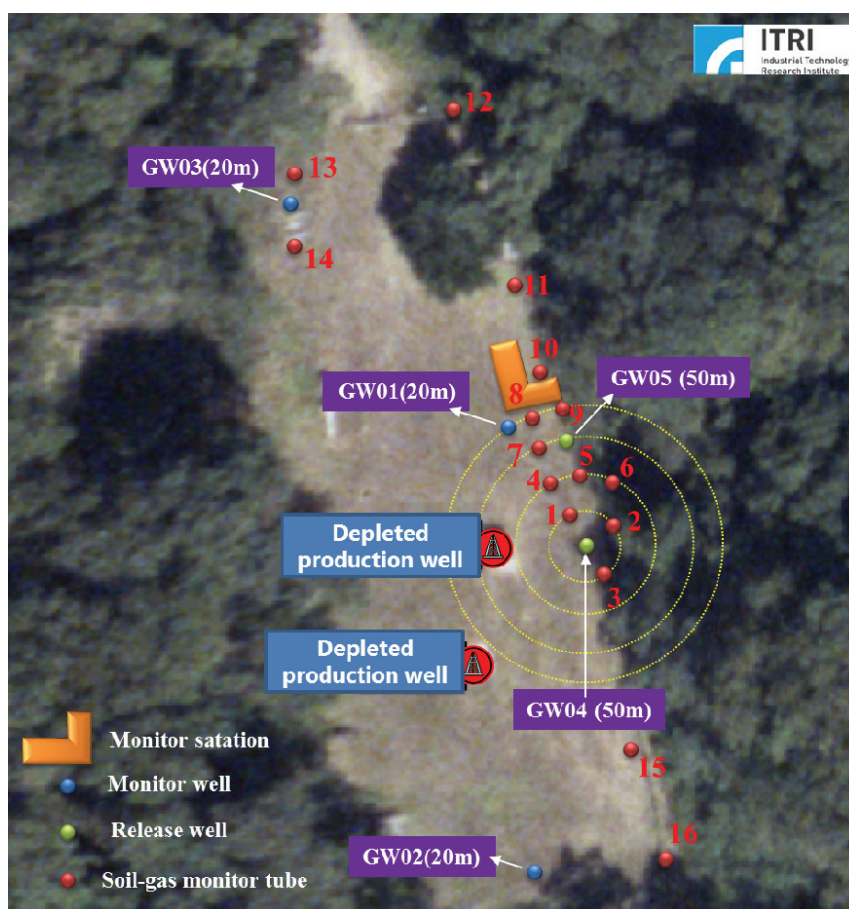 ITRI
Industrial Technology
Research Institute
12
GW03(20m)
13
14
11
10
GW01(20m)
8
GW05 (50m)
9
7
5
6
4
1
2
Depleted
production well
3
Depleted
production well
GW04 (50m)
Monitor satation
15
Monitor well
Release well
16
GW02(20m)
Soil-gas monitor tube